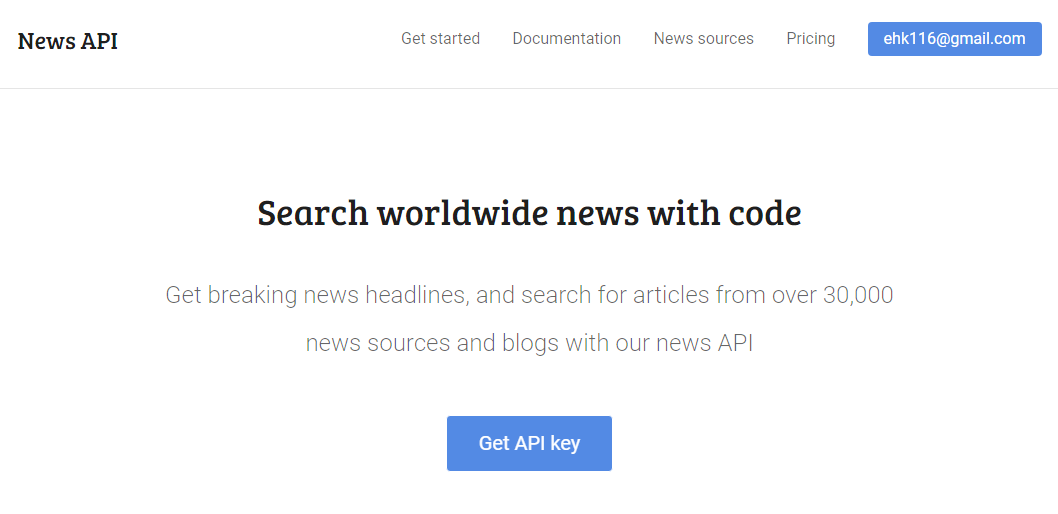 News API
Get started
Documentation
News sources
Pricing
ehk116@gmail.com
Search worldwide news with code
Get breaking news headlines, and search for articles from over 30,000
news sources and blogs with our news API
Get API key